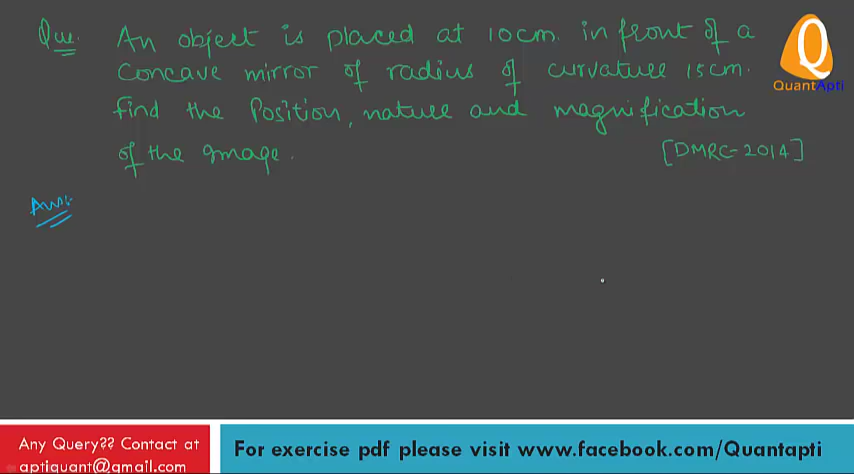 Que. An object is placed at 10cm. in front of a
Concave mirror of radius of curvature 15cm.
find the Position, nature and magnification
of the image.
[DMRC-2014]
Ans:
Q
QuantApti
Any Query?? Contact at
aptiquant@gmail.com
For exercise pdf please visit www.facebook.com/Quantapti